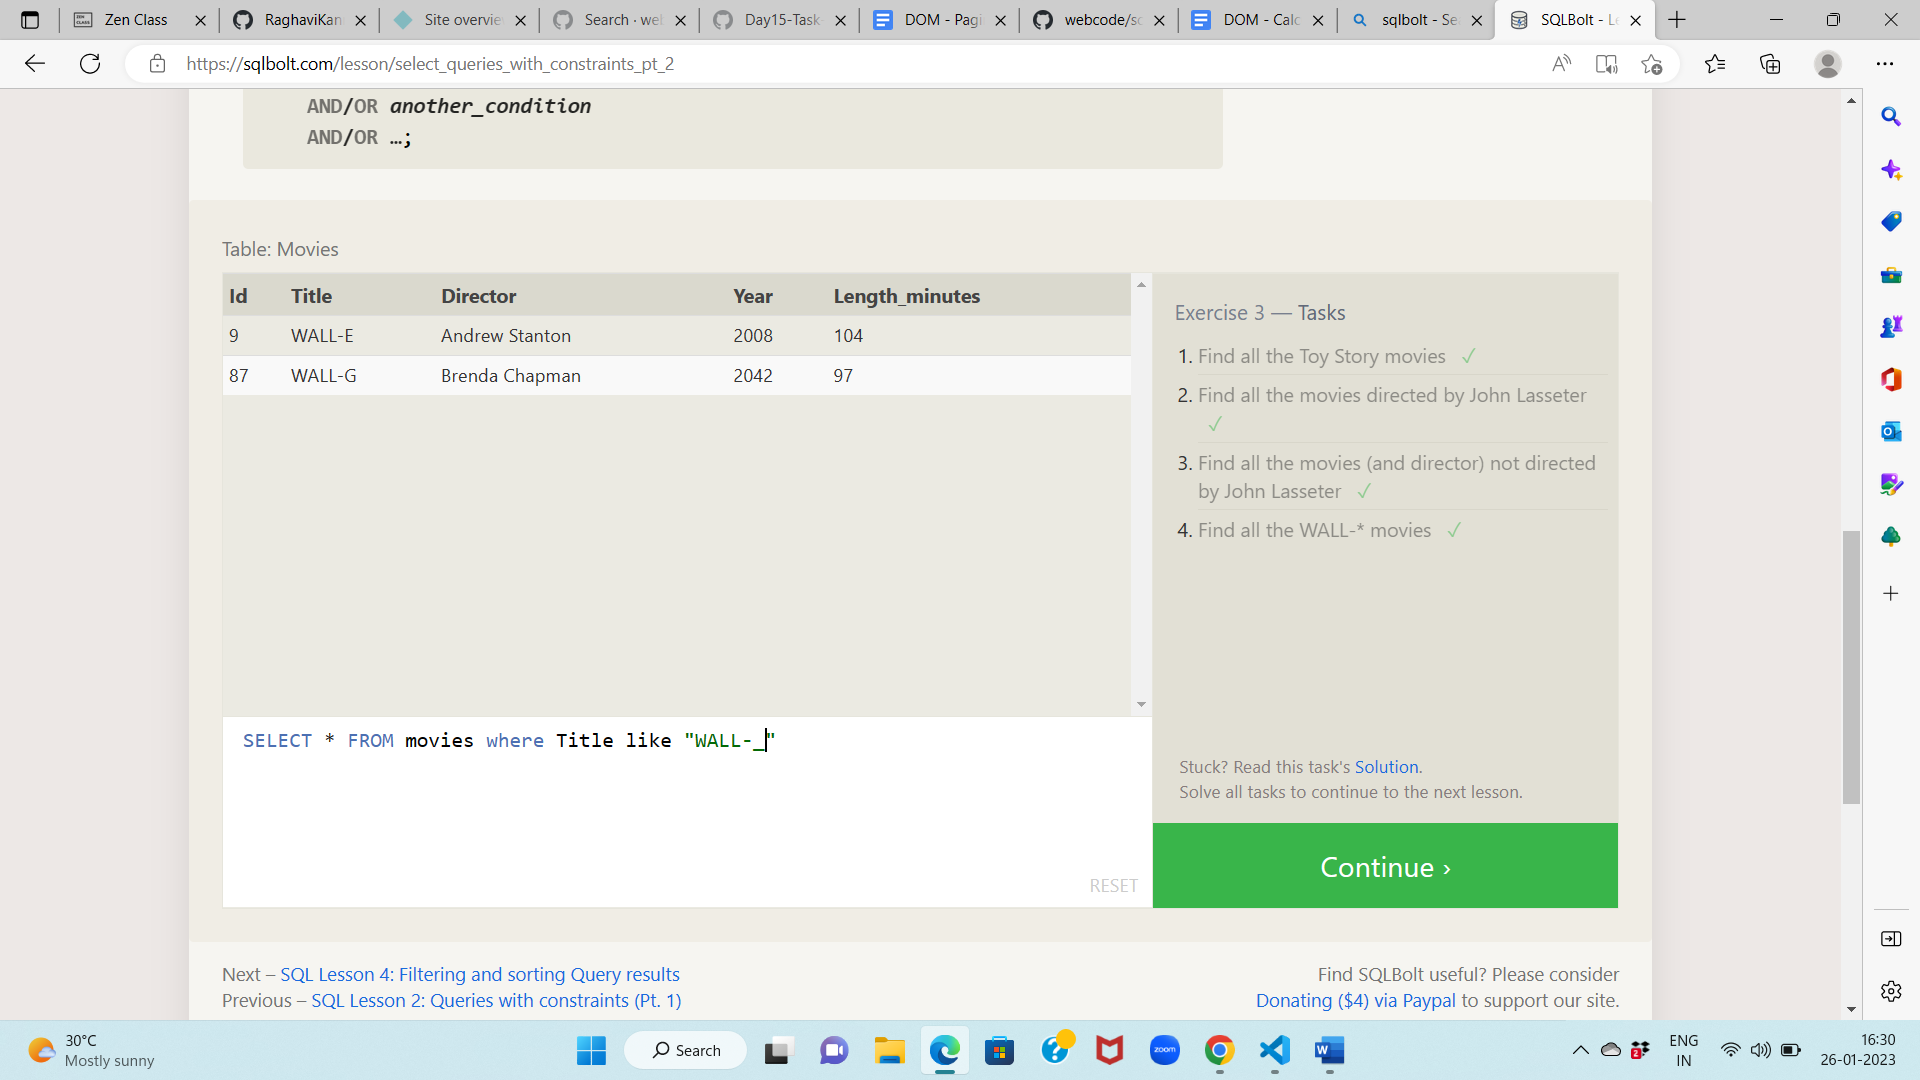 Zen Class
RaghaviKan
Site overvie
Search · wel
Day15-Task
DOM - Pagi
webcode/sc
DOM - Calc
sqlbolt - Se
SQLBolt - Le
https://sqlbolt.com/lesson/select_queries_with_constraints_pt_2
AND/OR another_condition
AND/OR …;
Table: Movies
Id Title Director Year Length_minutes
9 WALL-E Andrew Stanton 2008 104
87 WALL-G Brenda Chapman 2042 97
SELECT * FROM movies where Title like "WALL-_"
RESET
Exercise 3 — Tasks
1. Find all the Toy Story movies ✓
2. Find all the movies directed by John Lasseter
✓
3. Find all the movies (and director) not directed
by John Lasseter ✓
4. Find all the WALL-* movies ✓
Stuck? Read this task's Solution.
Solve all tasks to continue to the next lesson.
Continue ›
Next – SQL Lesson 4: Filtering and sorting Query results
Previous – SQL Lesson 2: Queries with constraints (Pt. 1)
Find SQLBolt useful? Please consider
Donating ($4) via Paypal to support our site.
30°C
Mostly sunny
Search
zoom
2
ENG
IN
16:30
26-01-2023